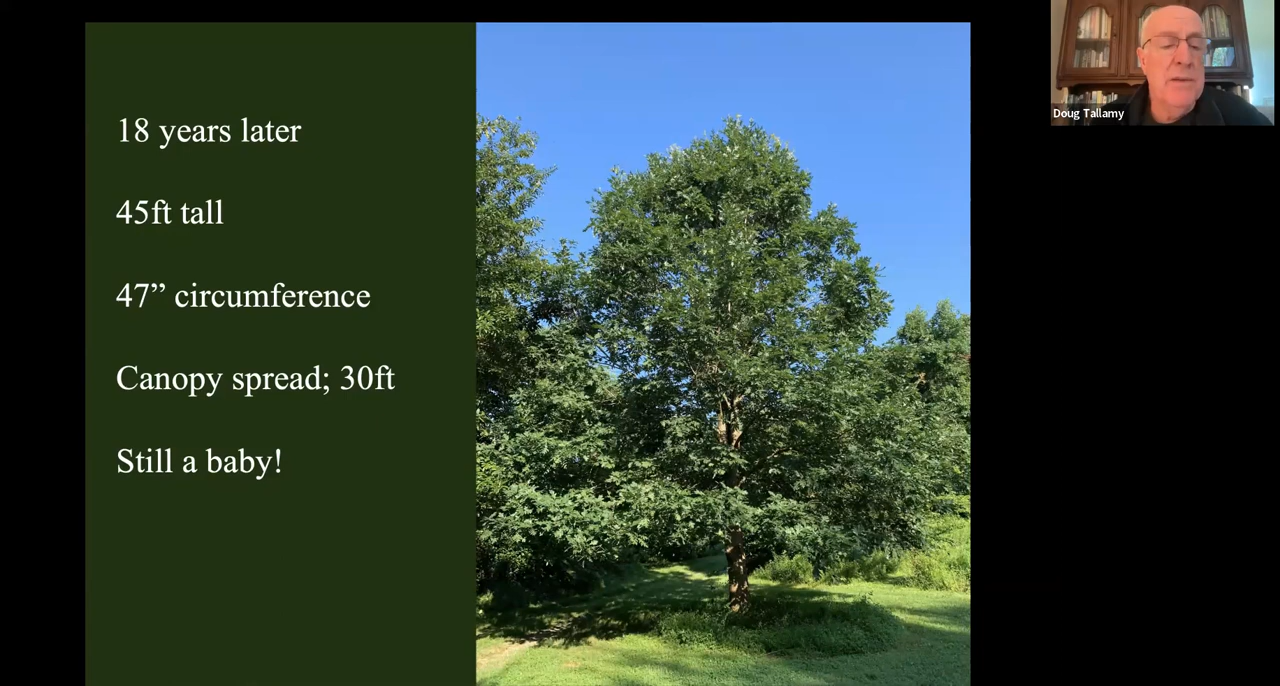 18 years later
45ft tall
47” circumference
Canopy spread; 30ft
Still a baby!
Doug Tallamy